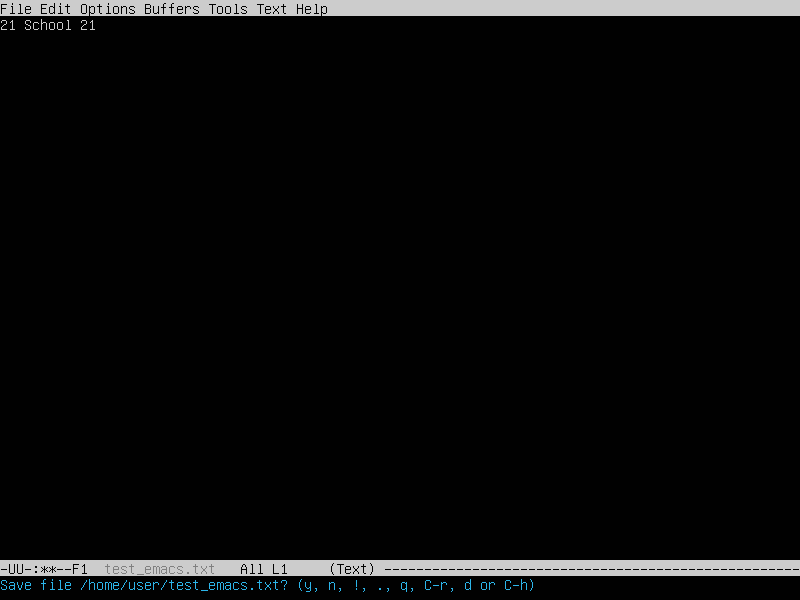 File Edit Options Buffers Tools Text Help
21 School 21
-UU-:**--F1  test_emacs.txt   All L1     (Text) ----------------------------------------------------
Save file /home/user/test_emacs.txt? (y, n, !, ., q, C-r, d or C-h)